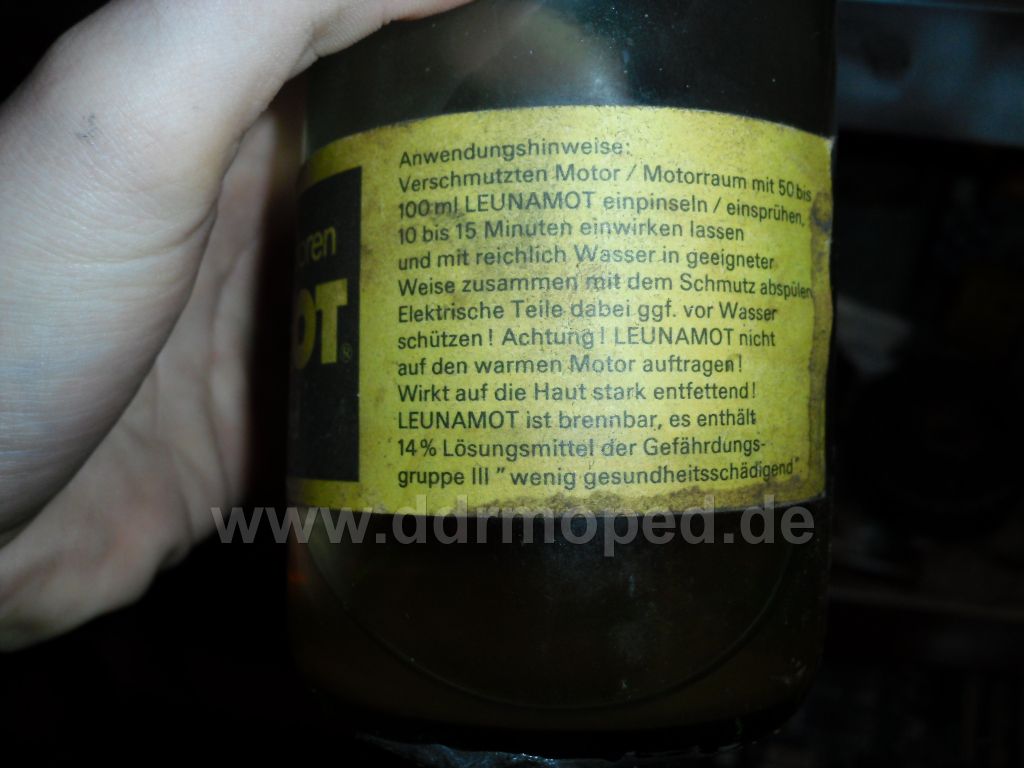 Anwendungshinweise:
Verschmutzten Motor / Motorraum mit 50 bis
100 ml LEUNAMOT einpinseln / einsprühen,
10 bis 15 Minuten einwirken lassen
und mit reichlich Wasser in geeigneter
Weise zusammen mit dem Schmutz abspülen
Elektrische Teile dabei ggf. vor Wasser
schützen! Achtung! LEUNAMOT nicht
auf den warmen Motor auftragen!
Wirkt auf die Haut stark entfettend!
LEUNAMOT ist brennbar, es enthält
14% Lösungsmittel der Gefährdungs-
gruppe III "wenig gesundheitsschädigend"
oren
OT®
www.ddrmoped.de